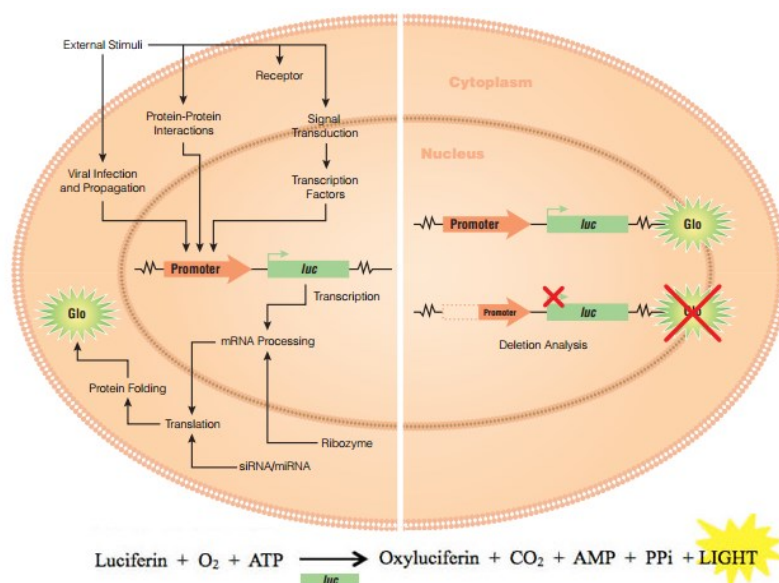 External Stimuli
Receptor
Protein-Protein
Interactions
Signal
Transduction
Viral Infection
and Propagation
Transcription
Factors
Promoter
luc
Transcription
Glo
mRNA Processing
Protein Folding
Translation
Ribozyme
siRNA/miRNA
Cytoplasm
Nucleus
Promoter
luc
Glo
Promoter
luc
Glo
Deletion Analysis
Luciferin + O₂ + ATP → Oxyluciferin + CO₂ + AMP + PPi + LIGHT
luc